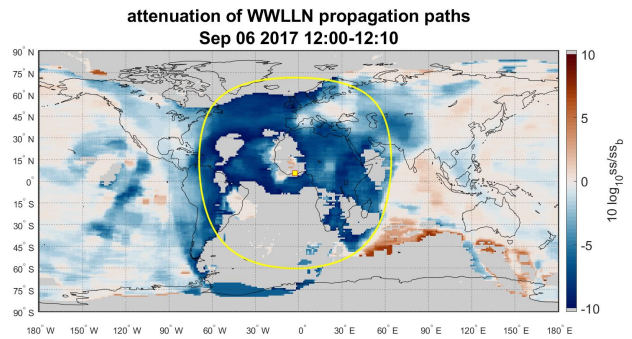 attenuation of WWLLN propagation paths
Sep 06 2017 12:00-12:10
90° N
75° N
60° N
45° N
30° N
15° N
0°
15° S
30° S
45° S
60° S
75° S
90° S
180° W 150° W 120° W 90° W 60° W 30° W 0° 30° E 60° E 90° E 120° E 150° E 180° E
10
5
0
-5
-10
10 log₁₀ss/ss_b